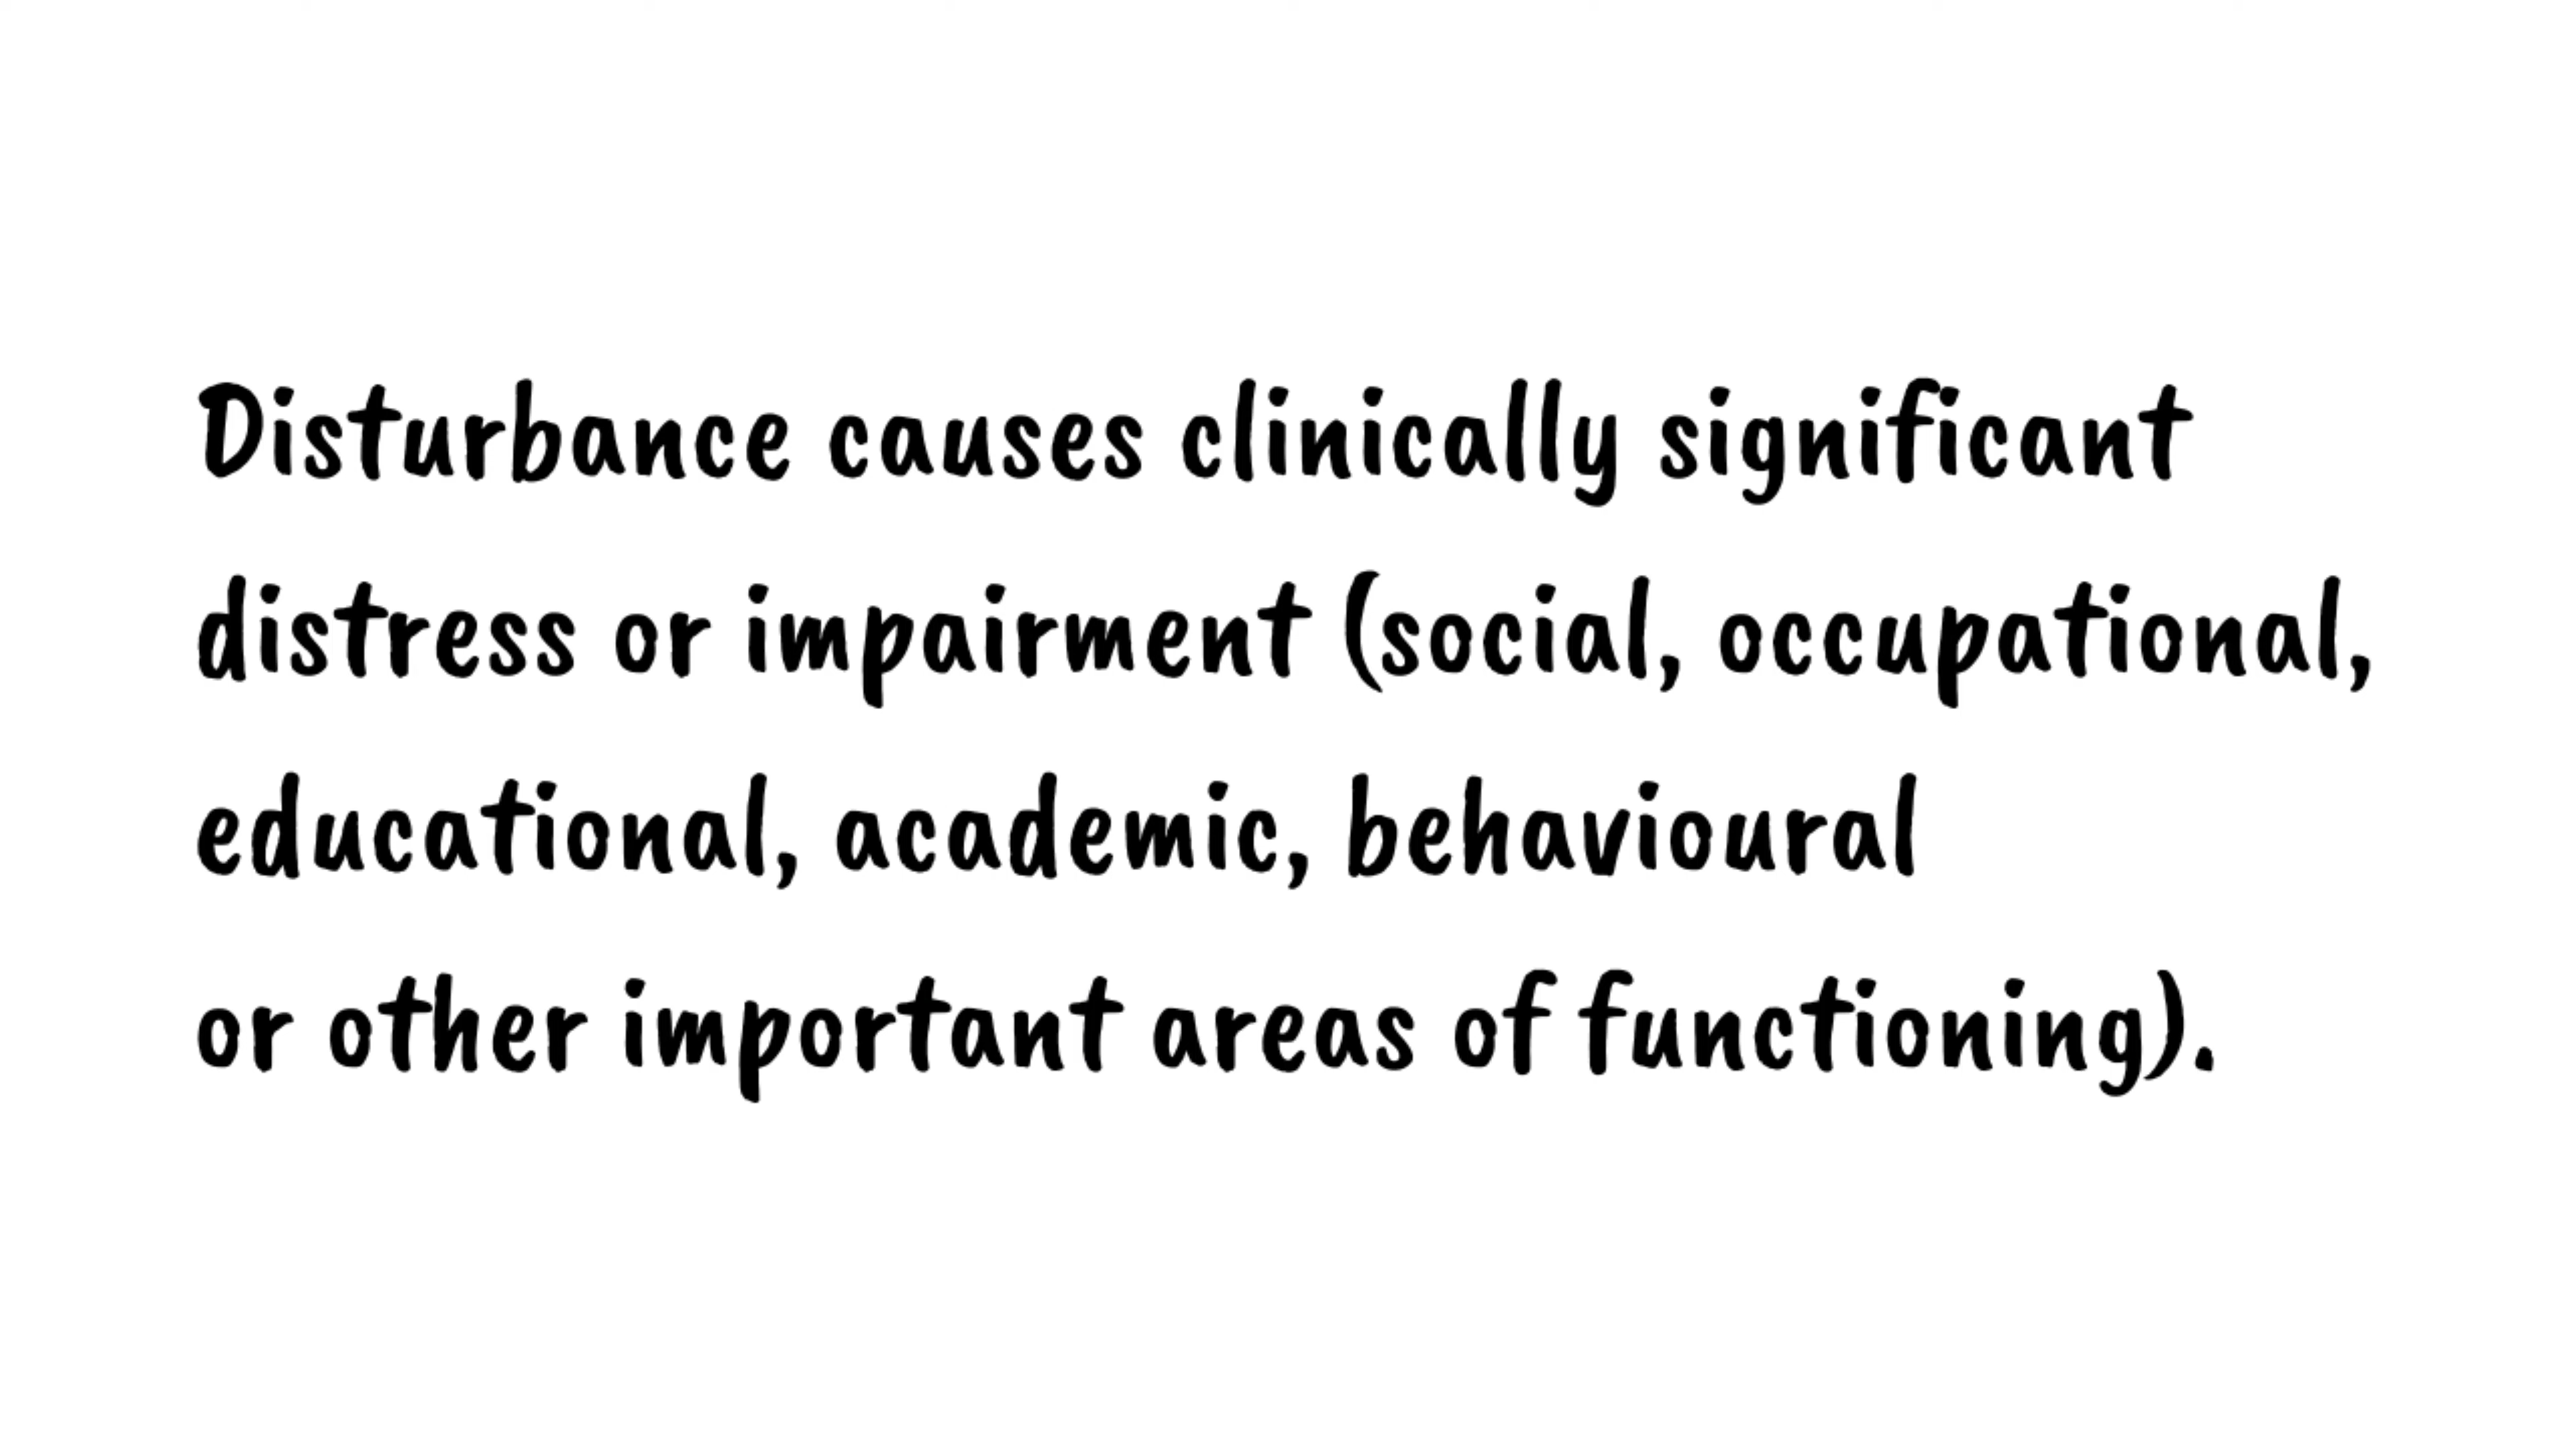 Disturbance causes clinically significant
distress or impairment (social, occupational,
educational, academic, behavioural
or other important areas of functioning).